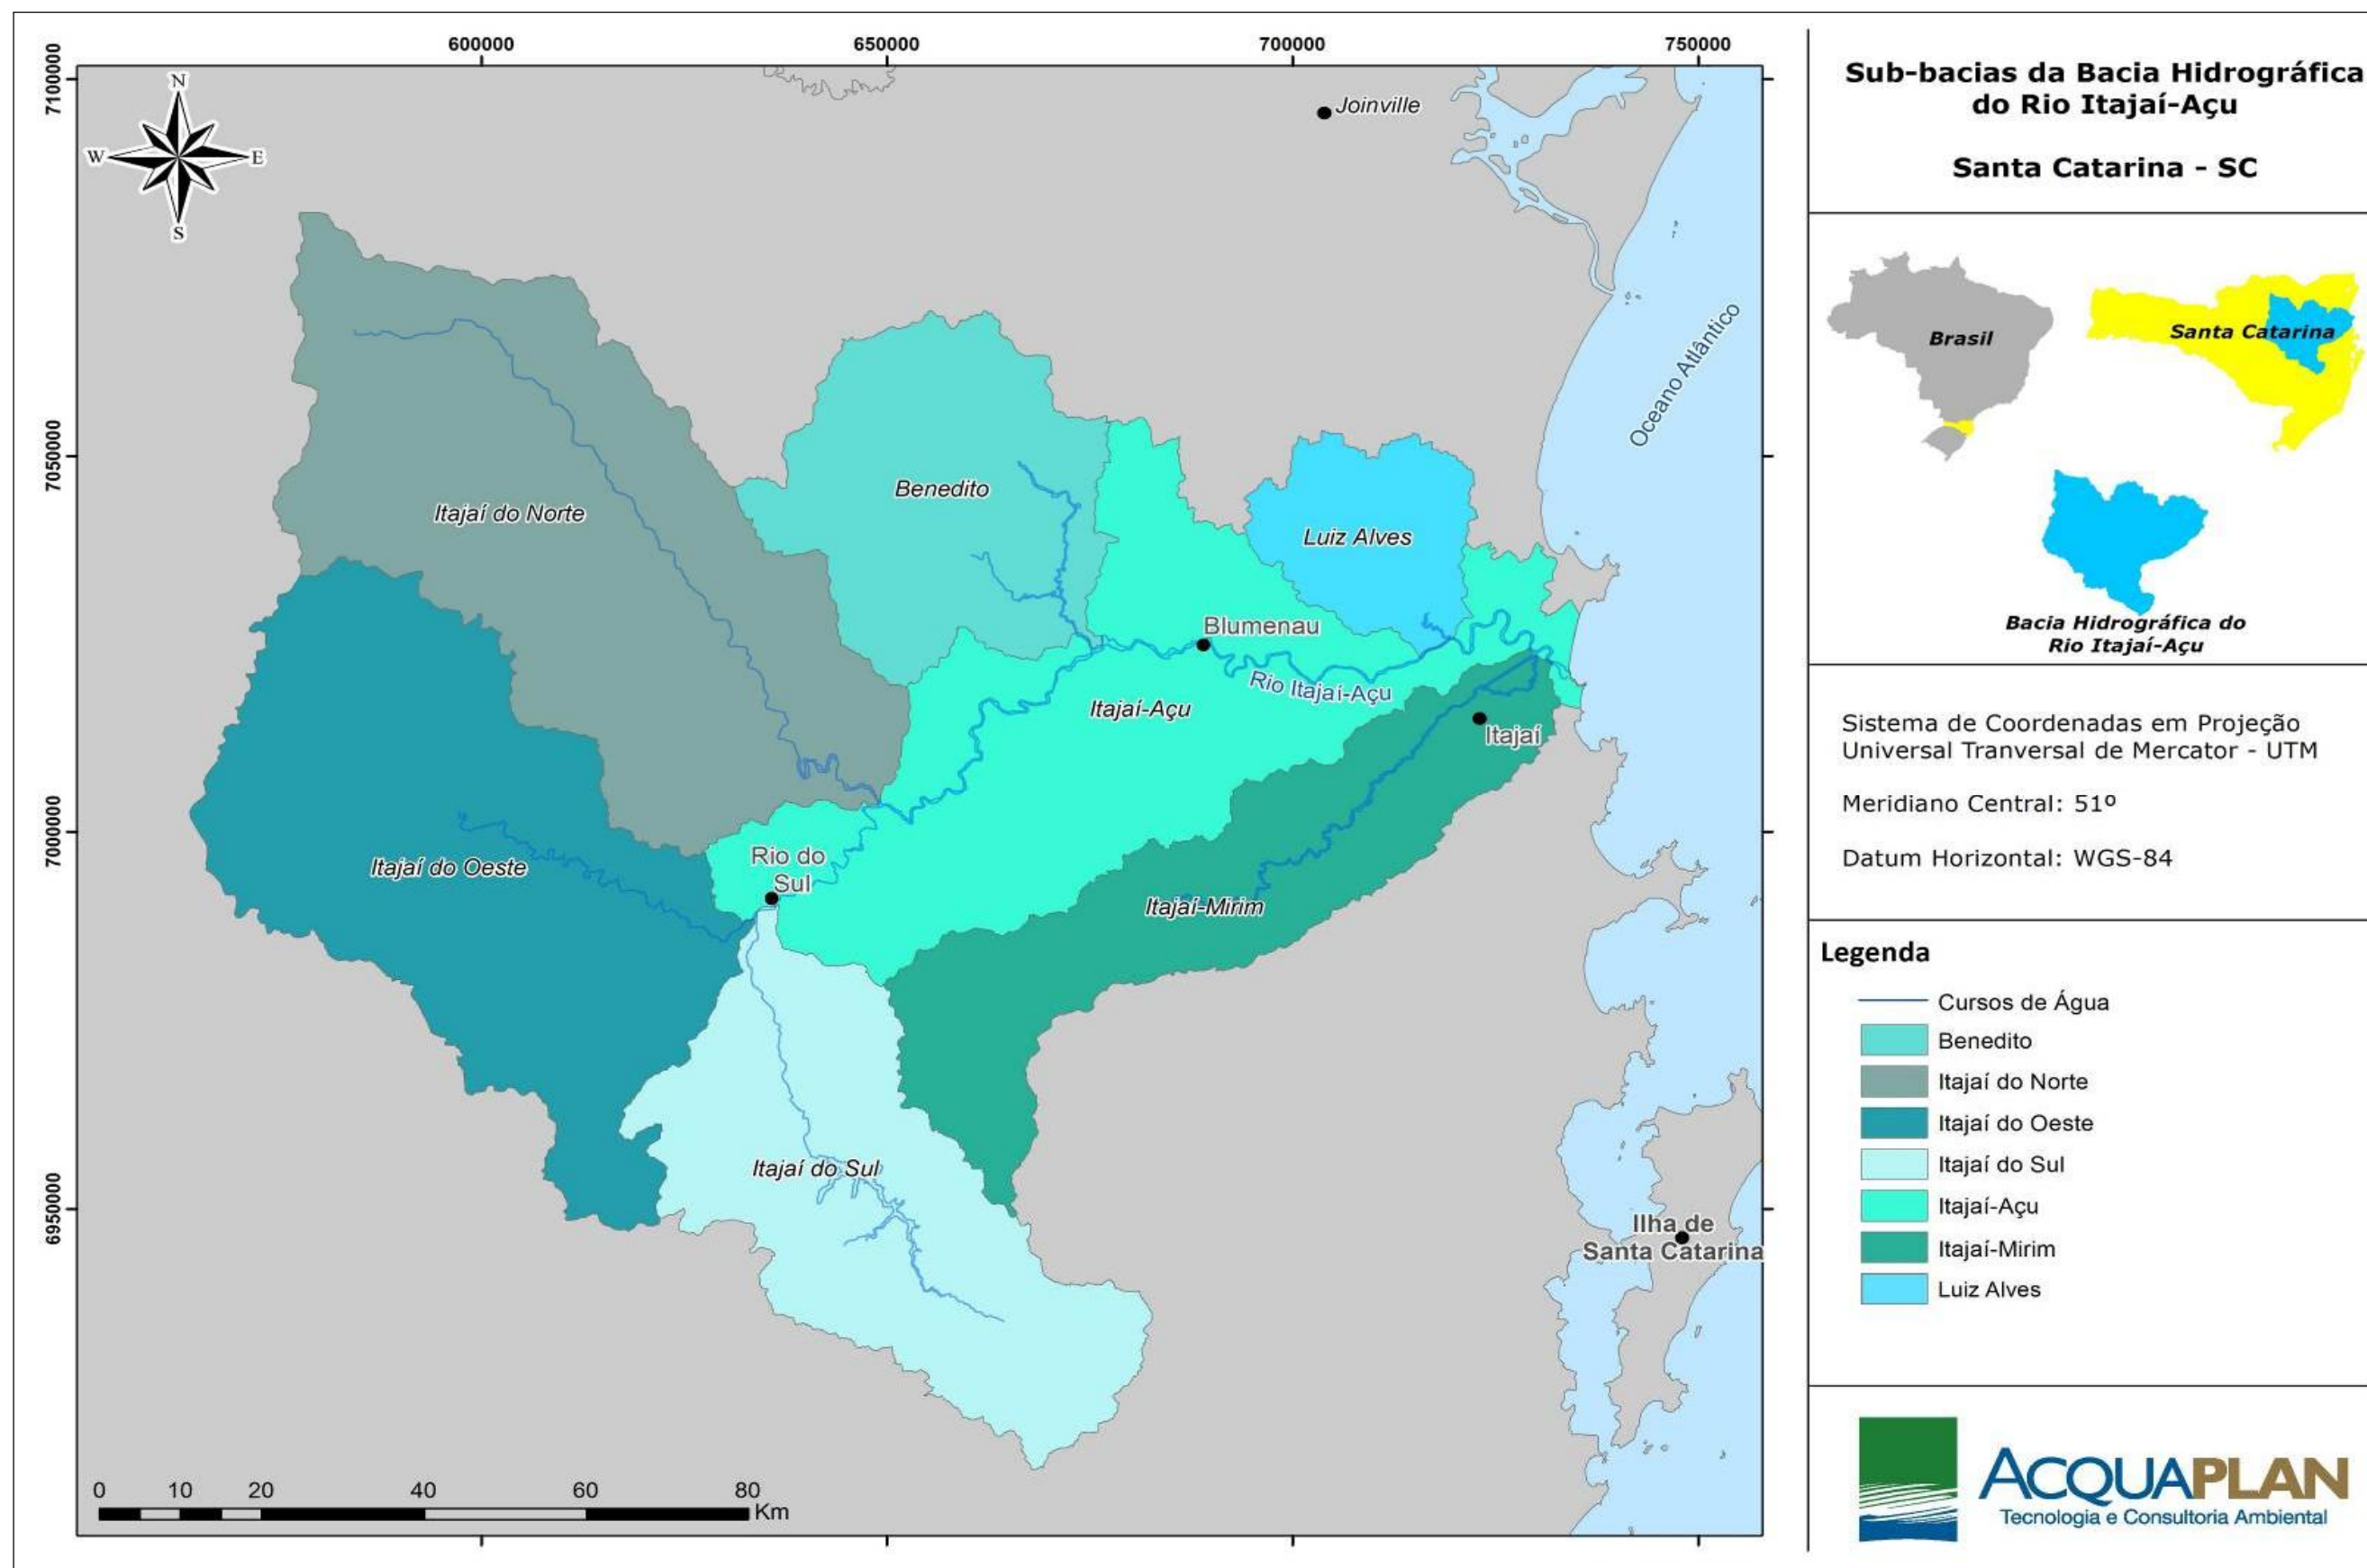 600000
650000
700000
750000
7100000
7050000
7000000
6950000
N
W
E
S
Joinville
Oceano Atlântico
Benedito
Itajaí do Norte
Luiz Alves
Blumenau
Rio Itajaí-Açu
Itajaí-Açu
Itajaí
Rio do
Sul
Itajaí do Oeste
Itajaí-Mirim
Itajaí do Sul
Ilha de
Santa Catarina
0 10 20 40 60 80
Km
Sub-bacias da Bacia Hidrográfica
do Rio Itajaí-Açu
Santa Catarina - SC
Brasil
Santa Catarina
Bacia Hidrográfica do
Rio Itajaí-Açu
Sistema de Coordenadas em Projeção
Universal Tranversal de Mercator - UTM
Meridiano Central: 51º
Datum Horizontal: WGS-84
Legenda
Cursos de Água
Benedito
Itajaí do Norte
Itajaí do Oeste
Itajaí do Sul
Itajaí-Açu
Itajaí-Mirim
Luiz Alves
ACQUAPLAN
Tecnologia e Consultoria Ambiental